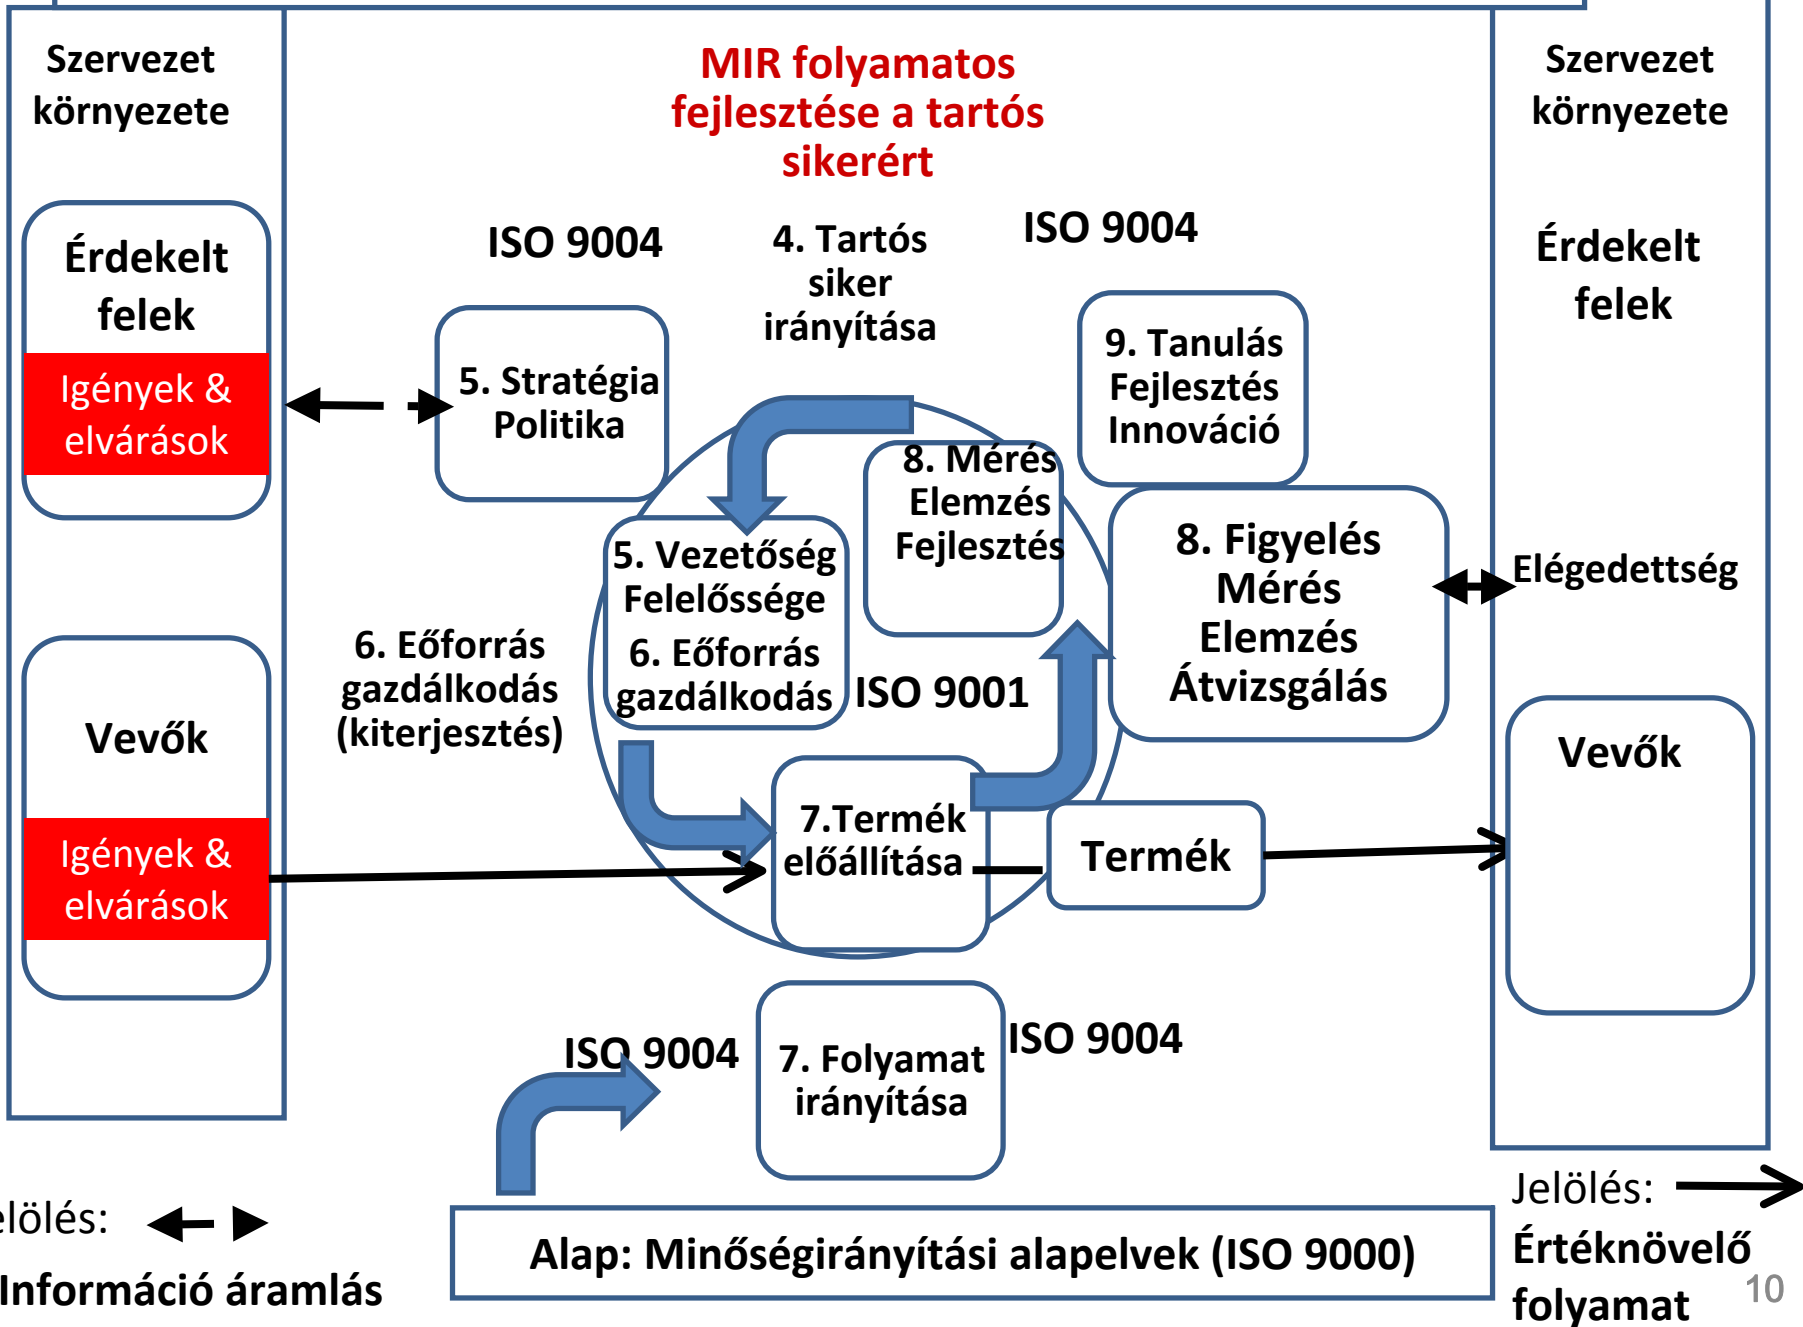 Szervezet
környezete
Érdekelt
felek
Igények &
elvárások
Vevők
Igények &
elvárások
MIR folyamatos
fejlesztése a tartós
sikerért
ISO 9004
4. Tartós
siker
irányítása
ISO 9004
5. Stratégia
Politika
9. Tanulás
Fejlesztés
Innováció
8. Mérés
Elemzés
Fejlesztés
5. Vezetőség
Felelőssége
6. Eőforrás
gazdálkodás
8. Figyelés
Mérés
Elemzés
Átvizsgálás
6. Eőforrás
gazdálkodás
(kiterjesztés)
ISO 9001
7.Termék
előállítása
Termék
ISO 9004
7. Folyamat
irányítása
ISO 9004
Szervezet
környezete
Érdekelt
felek
Elégedettség
Vevők
elölés:
Információ áramlás
Alap: Minőségirányítási alapelvek (ISO 9000)
Jelölés:
Értéknövelő
folyamat
10